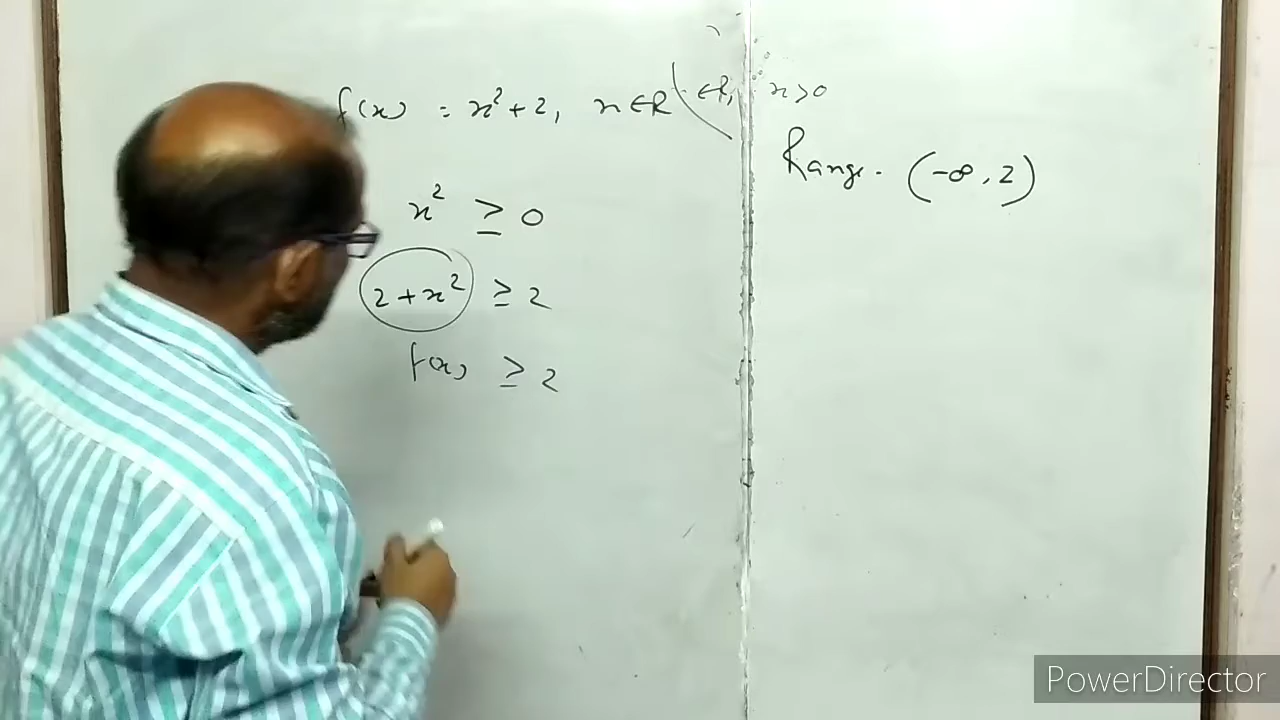 f(x) = x² + 2, x ∈ R
∈ R, x > 0
x² ≥ 0
2 + x² ≥ 2
f(x) ≥ 2
Range. (-∞, 2)
PowerDirector